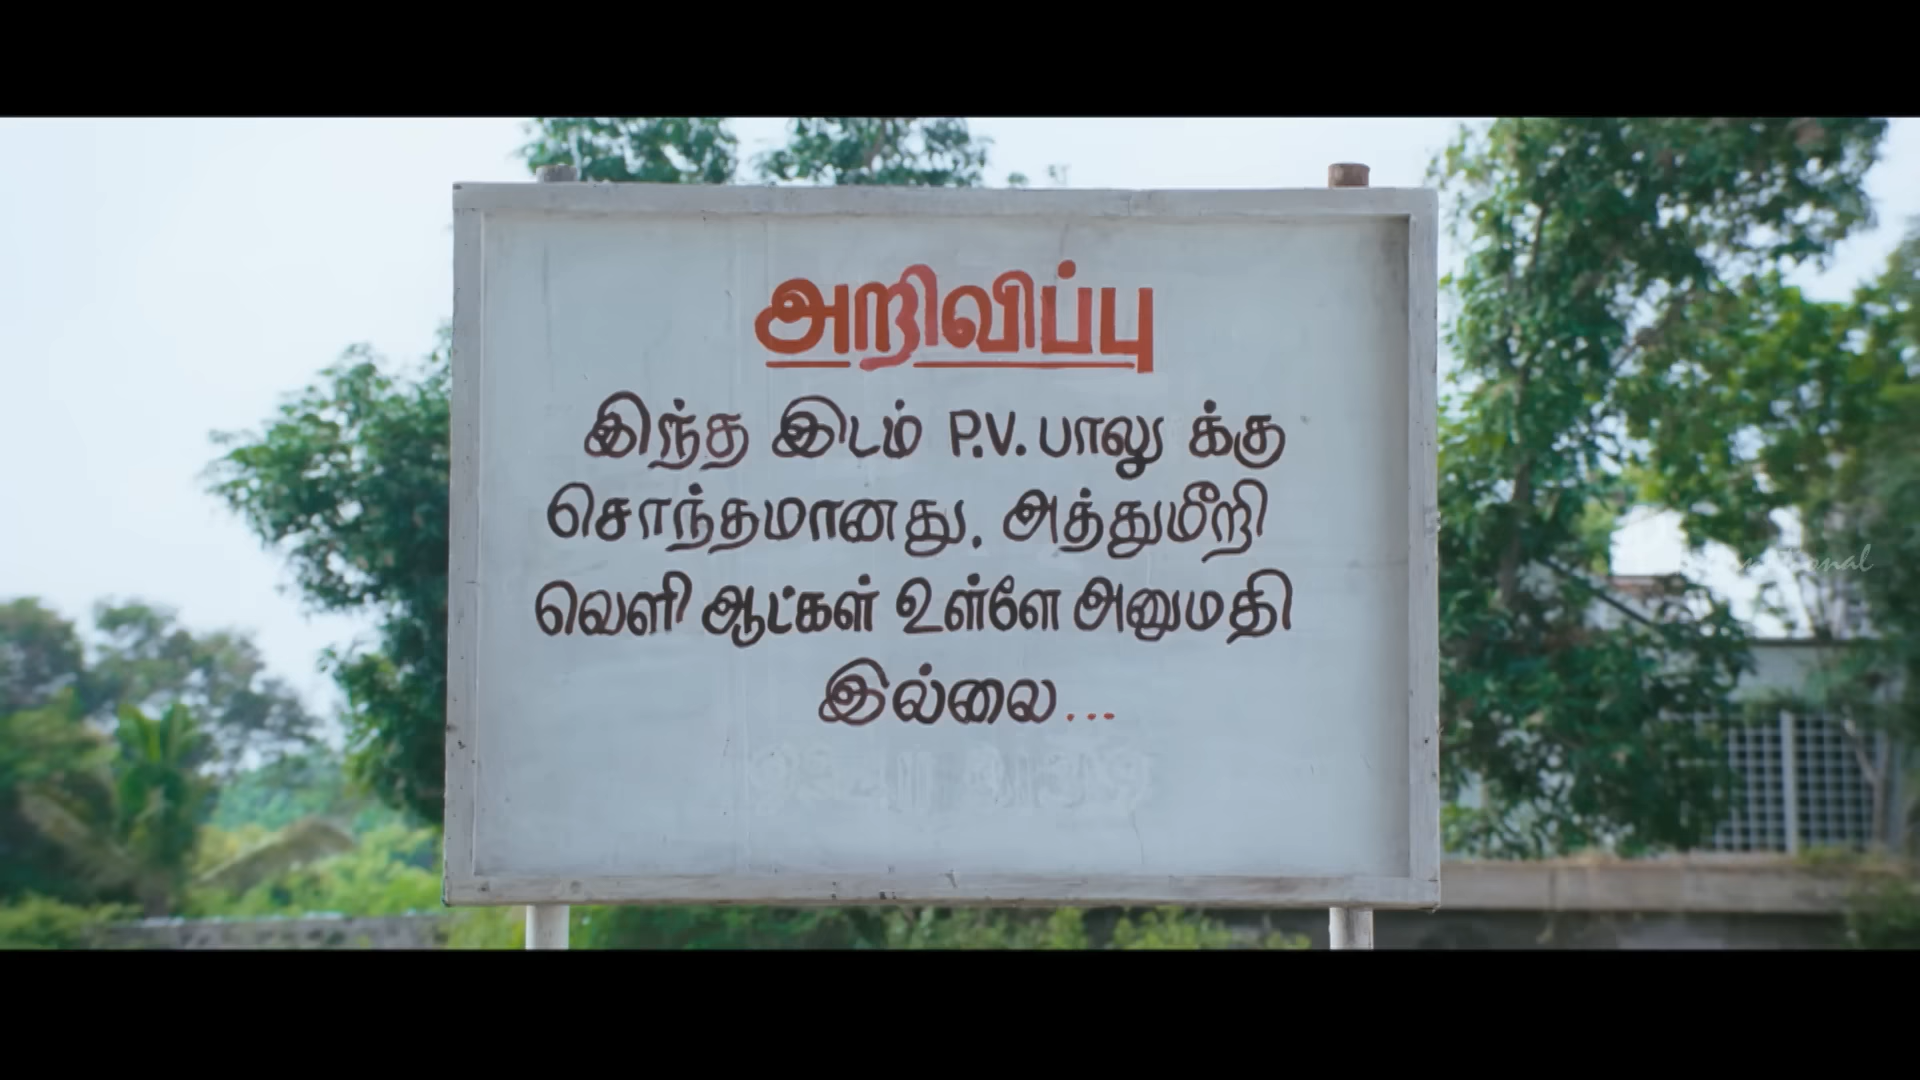 அறிவிப்பு
இந்த இடம் P.V. பாலு க்கு
சொந்தமானது. அத்துமீறி
வெளி ஆட்கள் உள்ளே அனுமதி
இல்லை...